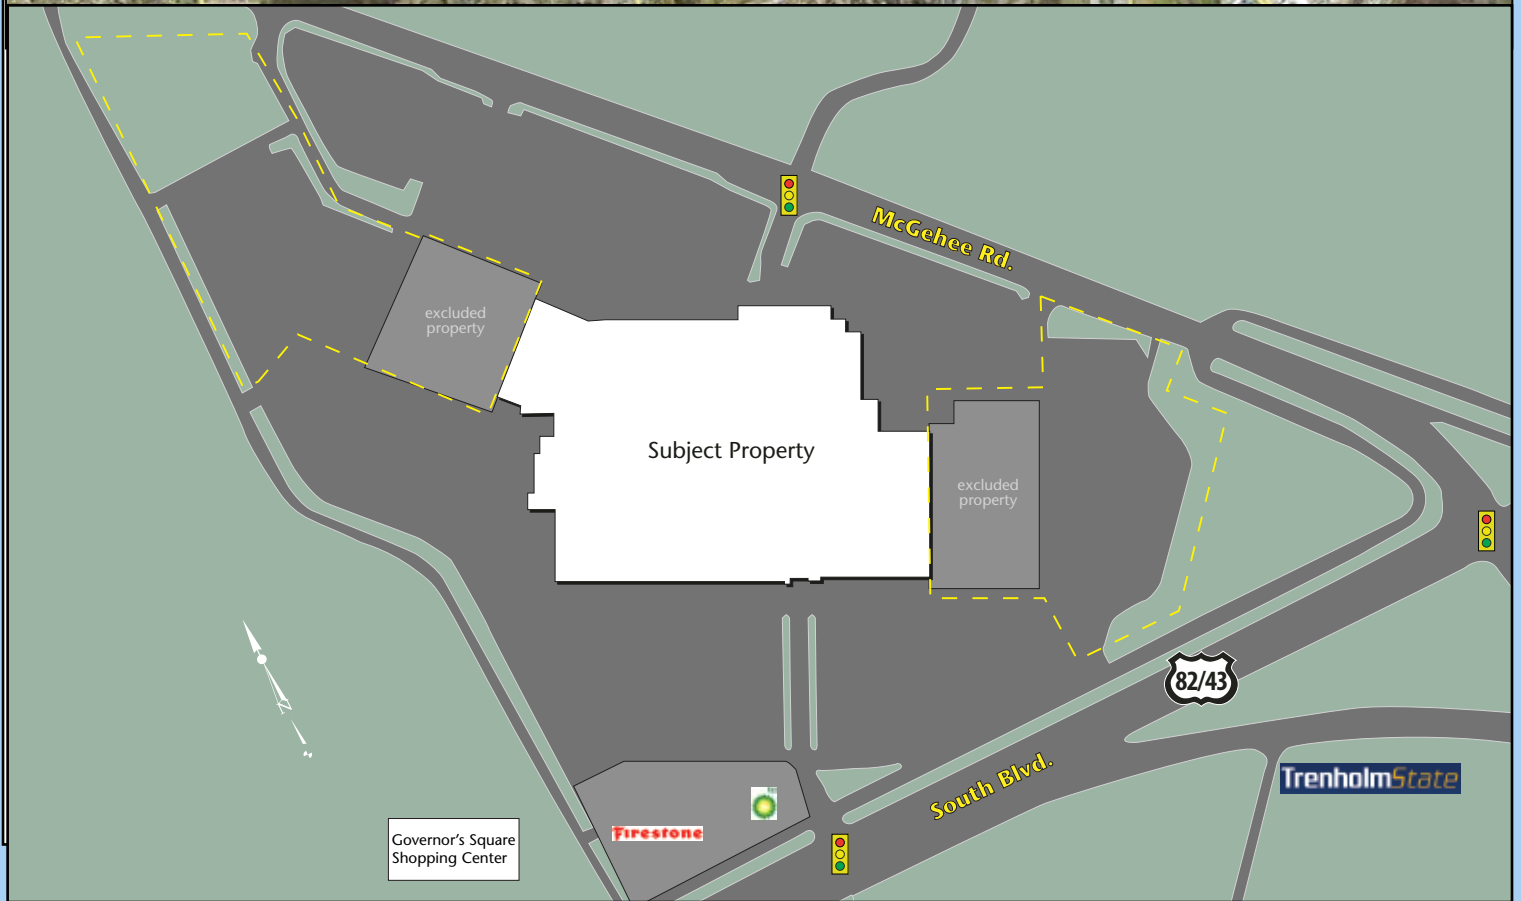 McGehee Rd.
excluded
property
Subject Property
excluded
property
82/43
N
South Blvd.
TrenholmState
Firestone
Governor's Square
Shopping Center